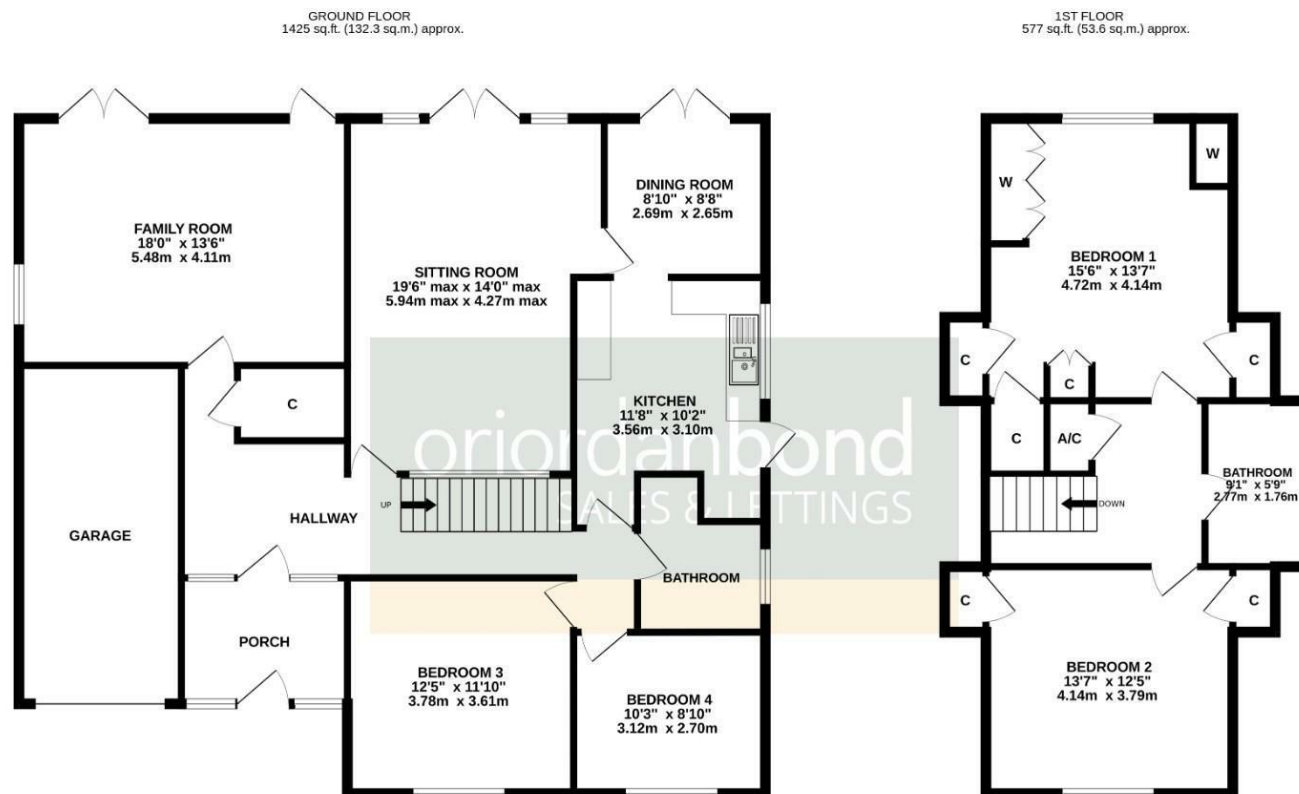 GROUND FLOOR
1425 sq.ft. (132.3 sq.m.) approx.
1ST FLOOR
577 sq.ft. (53.6 sq.m.) approx.
FAMILY ROOM
18'0" x 13'6"
5.48m x 4.11m
SITTING ROOM
19'6" max x 14'0" max
5.94m max x 4.27m max
DINING ROOM
8'10" x 8'8"
2.69m x 2.65m
KITCHEN
11'8" x 10'2"
3.56m x 3.10m
C
UP
HALLWAY
GARAGE
PORCH
BATHROOM
BEDROOM 3
12'5" x 11'10"
3.78m x 3.61m
BEDROOM 4
10'3" x 8'10"
3.12m x 2.70m
oriordanbond
SALES & LETTINGS
W
W
BEDROOM 1
15'6" x 13'7"
4.72m x 4.14m
C
C
C
C
A/C
DOWN
BATHROOM
9'1" x 5'9"
2.77m x 1.76m
C
C
BEDROOM 2
13'7" x 12'5"
4.14m x 3.79m